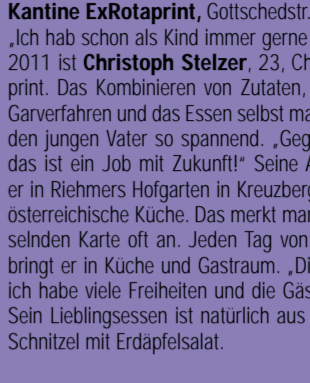 Kantine ExRotaprint, Gottschedstr.
„Ich hab schon als Kind immer gerne
2011 ist Christoph Stelzer, 23, Ch
print. Das Kombinieren von Zutaten,
Garverfahren und das Essen selbst ma
den jungen Vater so spannend. „Geg
das ist ein Job mit Zukunft!“ Seine A
er in Riehmers Hofgarten in Kreuzberg
österreichische Küche. Das merkt man
selnden Karte oft an. Jeden Tag von
bringt er in Küche und Gastraum. „Di
ich habe viele Freiheiten und die Gäs
Sein Lieblingsessen ist natürlich aus
Schnitzel mit Erdäpfelsalat.